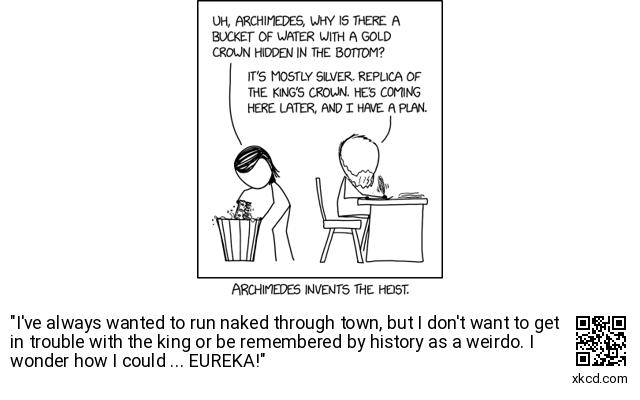 UH, ARCHIMEDES, WHY IS THERE A
BUCKET OF WATER WITH A GOLD
CROWN HIDDEN IN THE BOTTOM?
IT'S MOSTLY SILVER. REPLICA OF
THE KING'S CROWN. HE'S COMING
HERE LATER, AND I HAVE A PLAN.
ARCHIMEDES INVENTS THE HEIST.
"I've always wanted to run naked through town, but I don't want to get
in trouble with the king or be remembered by history as a weirdo. I
wonder how I could ... EUREKA!"
xkcd.com